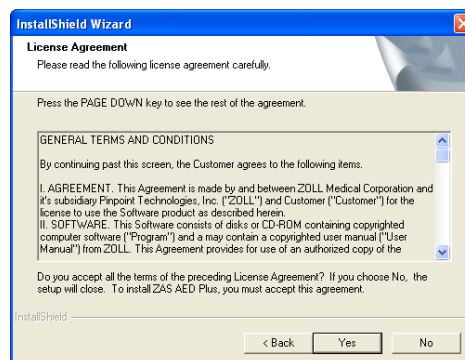 InstallShield Wizard
License Agreement
Please read the following license agreement carefully.
Press the PAGE DOWN key to see the rest of the agreement.
GENERAL TERMS AND CONDITIONS
By continuing past this screen, the Customer agrees to the following items.
I. AGREEMENT. This Agreement is made by and between ZOLL Medical Corporation and
it's subsidiary Pinpoint Technologies, Inc. ("ZOLL") and Customer ("Customer") for the
license to use the Software product as described herein.
II. SOFTWARE. This Software consists of disks or CD-ROM containing copyrighted
computer software ("Program") and a may contain a copyrighted user manual ("User
Manual") from ZOLL. This Agreement provides for use of an authorized copy of the
Do you accept all the terms of the preceding License Agreement? If you choose No, the
setup will close. To install ZAS AED Plus, you must accept this agreement.
InstallShield
< Back Yes No